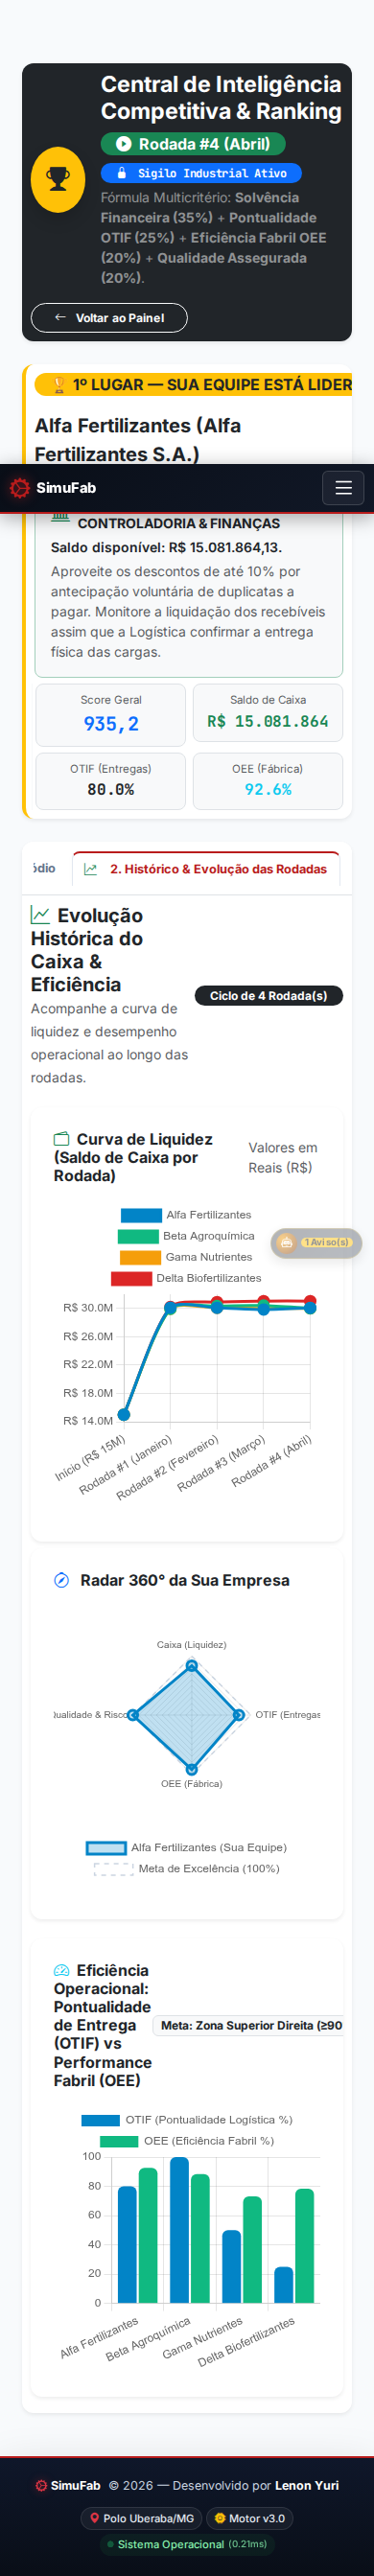 Central de Inteligência
Competitiva & Ranking
Rodada #4 (Abril)
Sigilo Industrial Ativo
Fórmula Multicritério: Solvência
Financeira (35%) + Pontualidade
OTIF (25%) + Eficiência Fabril OEE
(20%) + Qualidade Assegurada
(20%).
← Voltar ao Painel
1º LUGAR — SUA EQUIPE ESTÁ LIDER
Alfa Fertilizantes (Alfa
Fertilizantes S.A.)
SimuFab
CONTROLADORIA & FINANÇAS
Saldo disponível: R$ 15.081.864,13.
Aproveite os descontos de até 10% por
antecipação voluntária de duplicatas a
pagar. Monitore a liquidação dos recebíveis
assim que a Logística confirmar a entrega
física das cargas.
Score Geral
935,2
Saldo de Caixa
R$ 15.081.864
OTIF (Entregas)
80.0%
OEE (Fábrica)
92.6%
ódio
2. Histórico & Evolução das Rodadas
Evolução
Histórica do
Caixa &
Eficiência
Ciclo de 4 Rodada(s)
Acompanhe a curva de
liquidez e desempenho
operacional ao longo das
rodadas.
Curva de Liquidez
(Saldo de Caixa por
Rodada)
Valores em
Reais (R$)
Alfa Fertilizantes
Beta Agroquímica
Gama Nutrientes
Delta Biofertilizantes
1 Aviso(s)
R$ 30.0M
R$ 26.0M
R$ 22.0M
R$ 18.0M
R$ 14.0M
Início (R$ 15M)
Rodada #1 (Janeiro)
Rodada #2 (Fevereiro)
Rodada #3 (Março)
Rodada #4 (Abril)
Radar 360° da Sua Empresa
Caixa (Liquidez)
ualidade & Risco
OTIF (Entregas
OEE (Fábrica)
Alfa Fertilizantes (Sua Equipe)
Meta de Excelência (100%)
Eficiência
Operacional:
Pontualidade
de Entrega
(OTIF) vs
Performance
Fabril (OEE)
Meta: Zona Superior Direita (≥90
OTIF (Pontualidade Logística %)
OEE (Eficiência Fabril %)
100
80
60
40
20
0
Alfa Fertilizantes
Beta Agroquímica
Gama Nutrientes
Delta Biofertilizantes
SimuFab © 2026 — Desenvolvido por Lenon Yuri
Polo Uberaba/MG
Motor v3.0
Sistema Operacional (0.21ms)